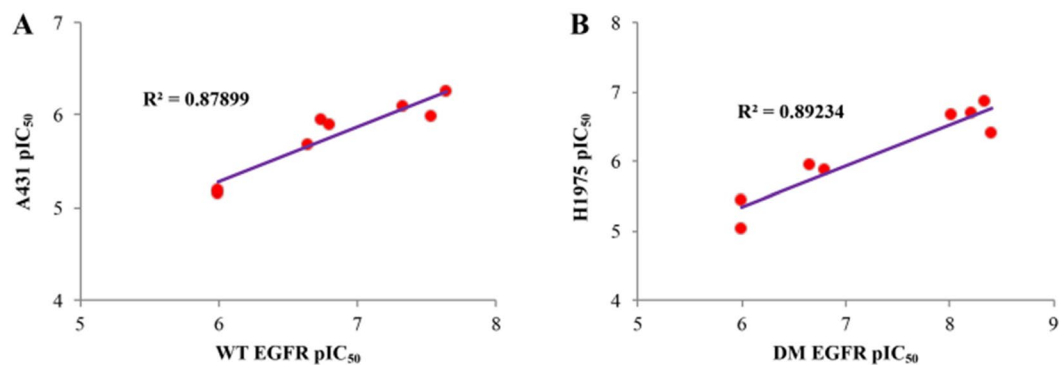 A
7
6
5
4
A431 pIC₅₀
R² = 0.87899
5
6
7
8
WT EGFR pIC₅₀
B
8
7
6
5
4
H1975 pIC₅₀
R² = 0.89234
5
6
7
8
9
DM EGFR pIC₅₀